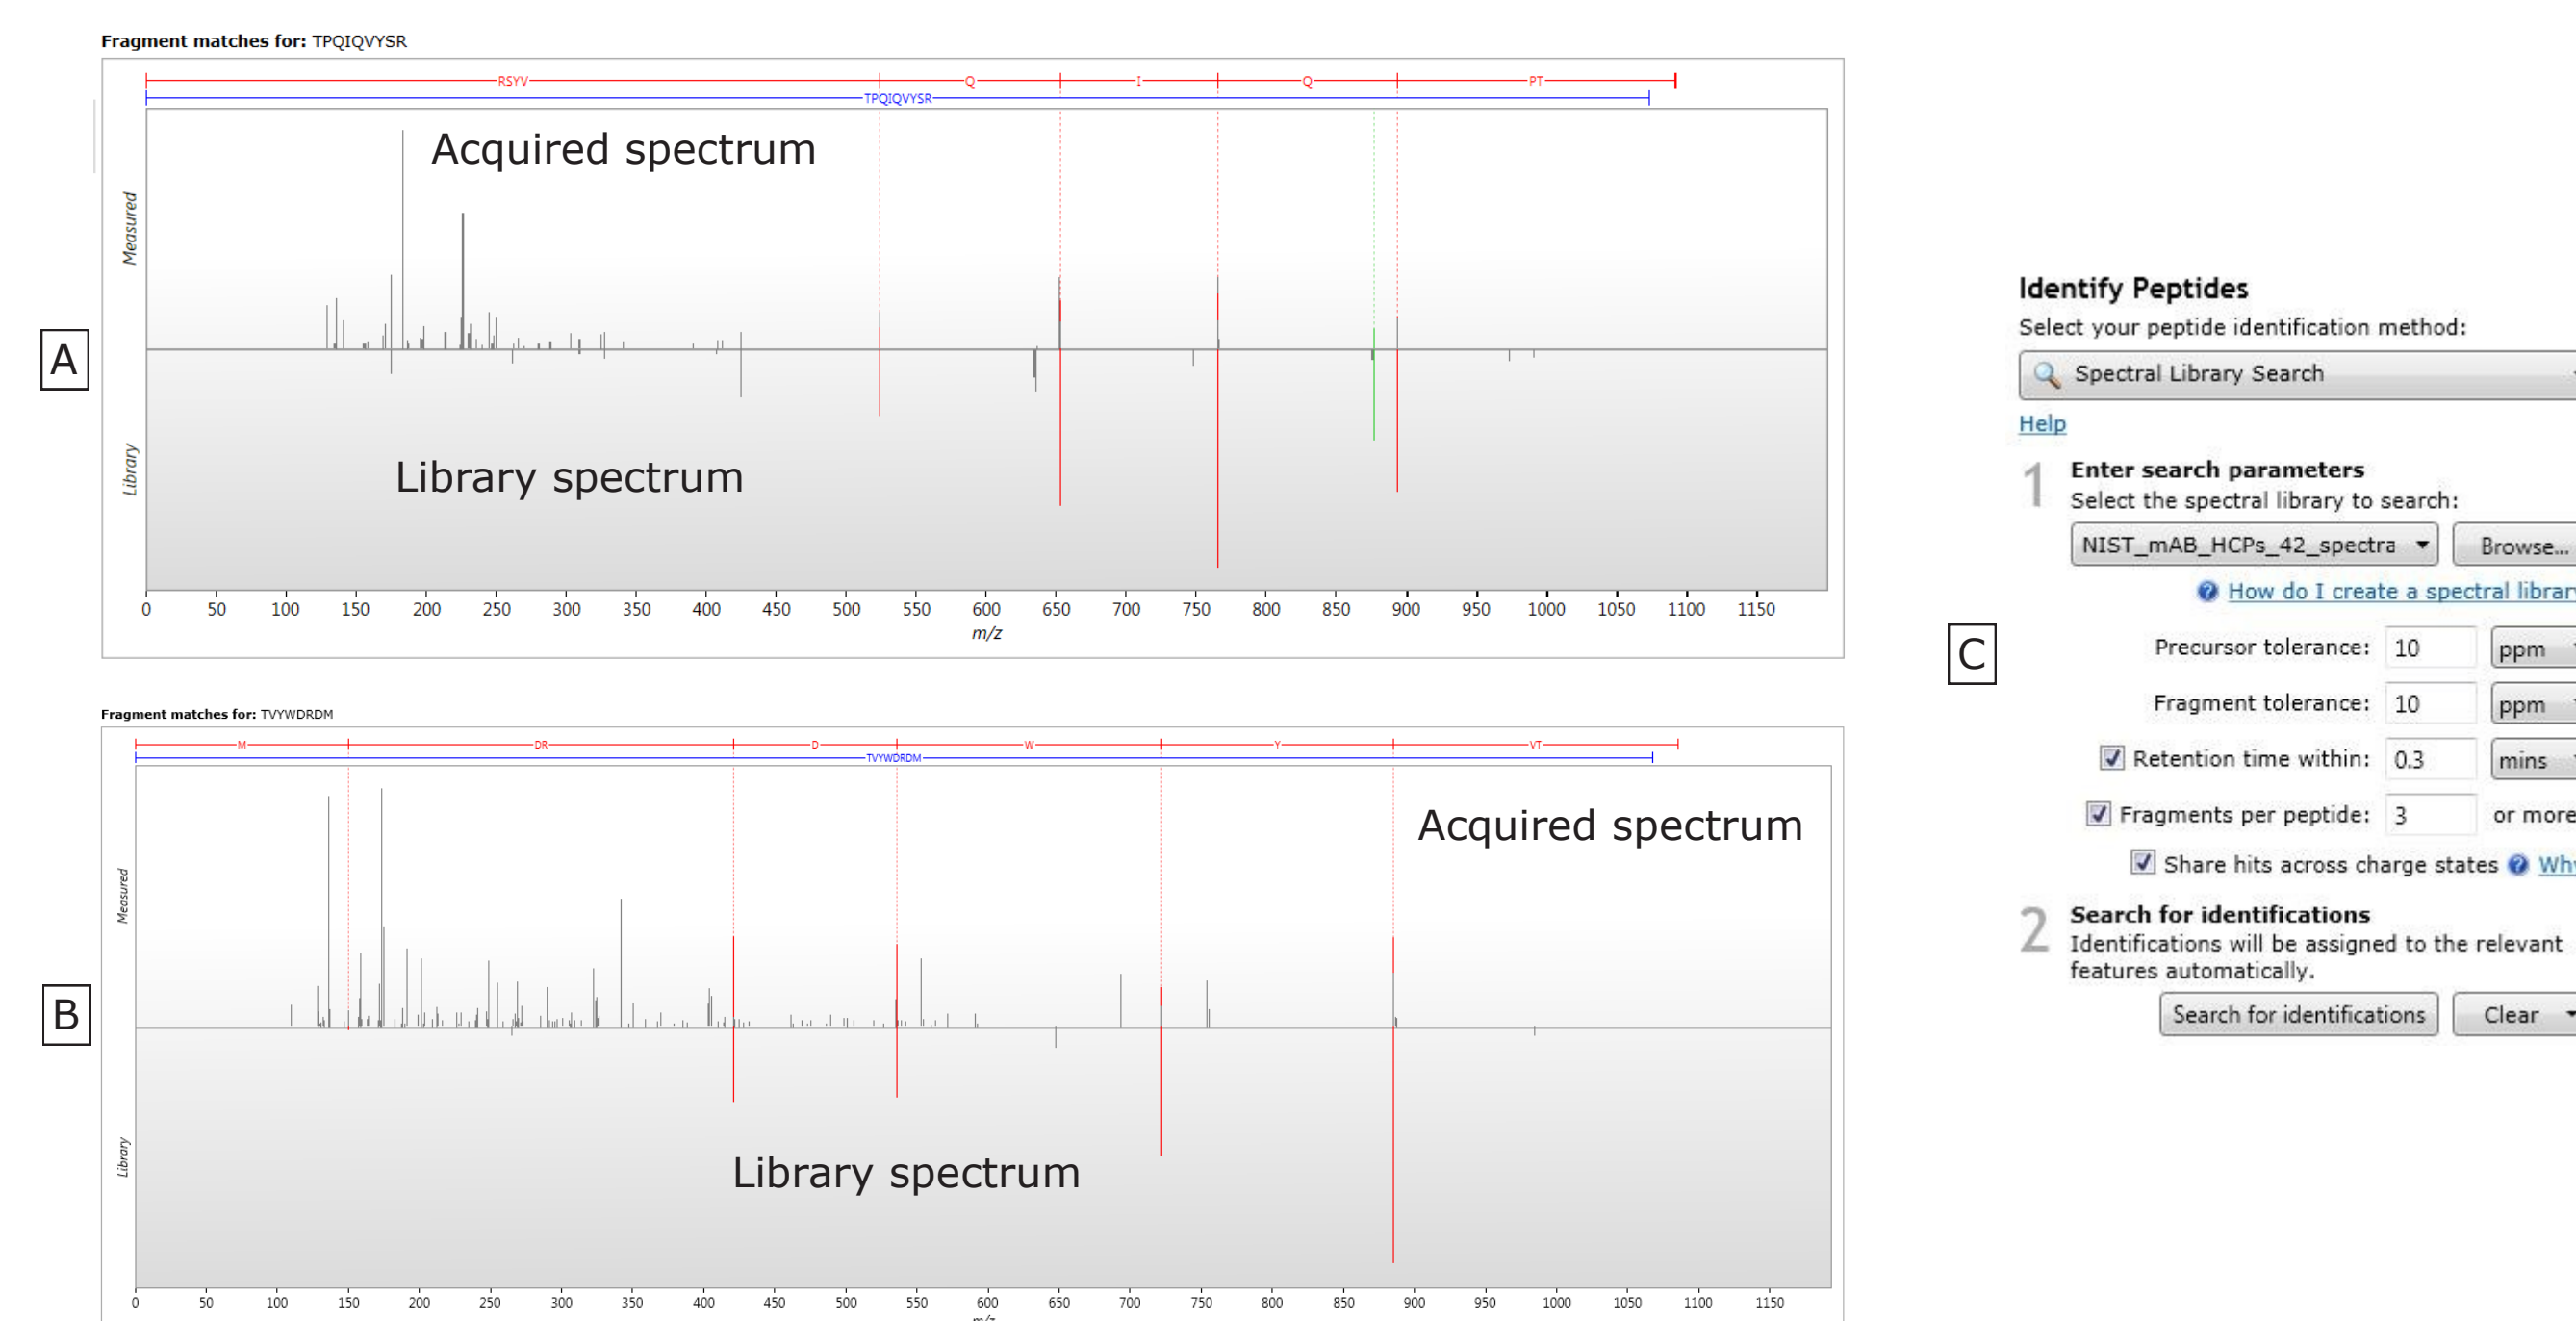 Fragment matches for: TPQIQVYSR
RSYV Q I Q PT
TPQIQVYSR
Acquired spectrum
Measured
A
Library spectrum
Library
0 50 100 150 200 250 300 350 400 450 500 550 600 650 700 750 800 850 900 950 1000 1050 1100 1150
m/z
Fragment matches for: TVYWDRDM
M DR D W Y VT
TVYWDRDM
Acquired spectrum
Measured
B
Library spectrum
Library
0 50 100 150 200 250 300 350 400 450 500 550 600 650 700 750 800 850 900 950 1000 1050 1100 1150
m/z
C
Identify Peptides
Select your peptide identification method:
Spectral Library Search
Help
1 Enter search parameters
Select the spectral library to search:
NIST_mAB_HCPs_42_spectra Browse...
How do I create a spectral library
Precursor tolerance: 10 ppm
Fragment tolerance: 10 ppm
Retention time within: 0.3 mins
Fragments per peptide: 3 or more
Share hits across charge states Why
2 Search for identifications
Identifications will be assigned to the relevant
features automatically.
Search for identifications Clear